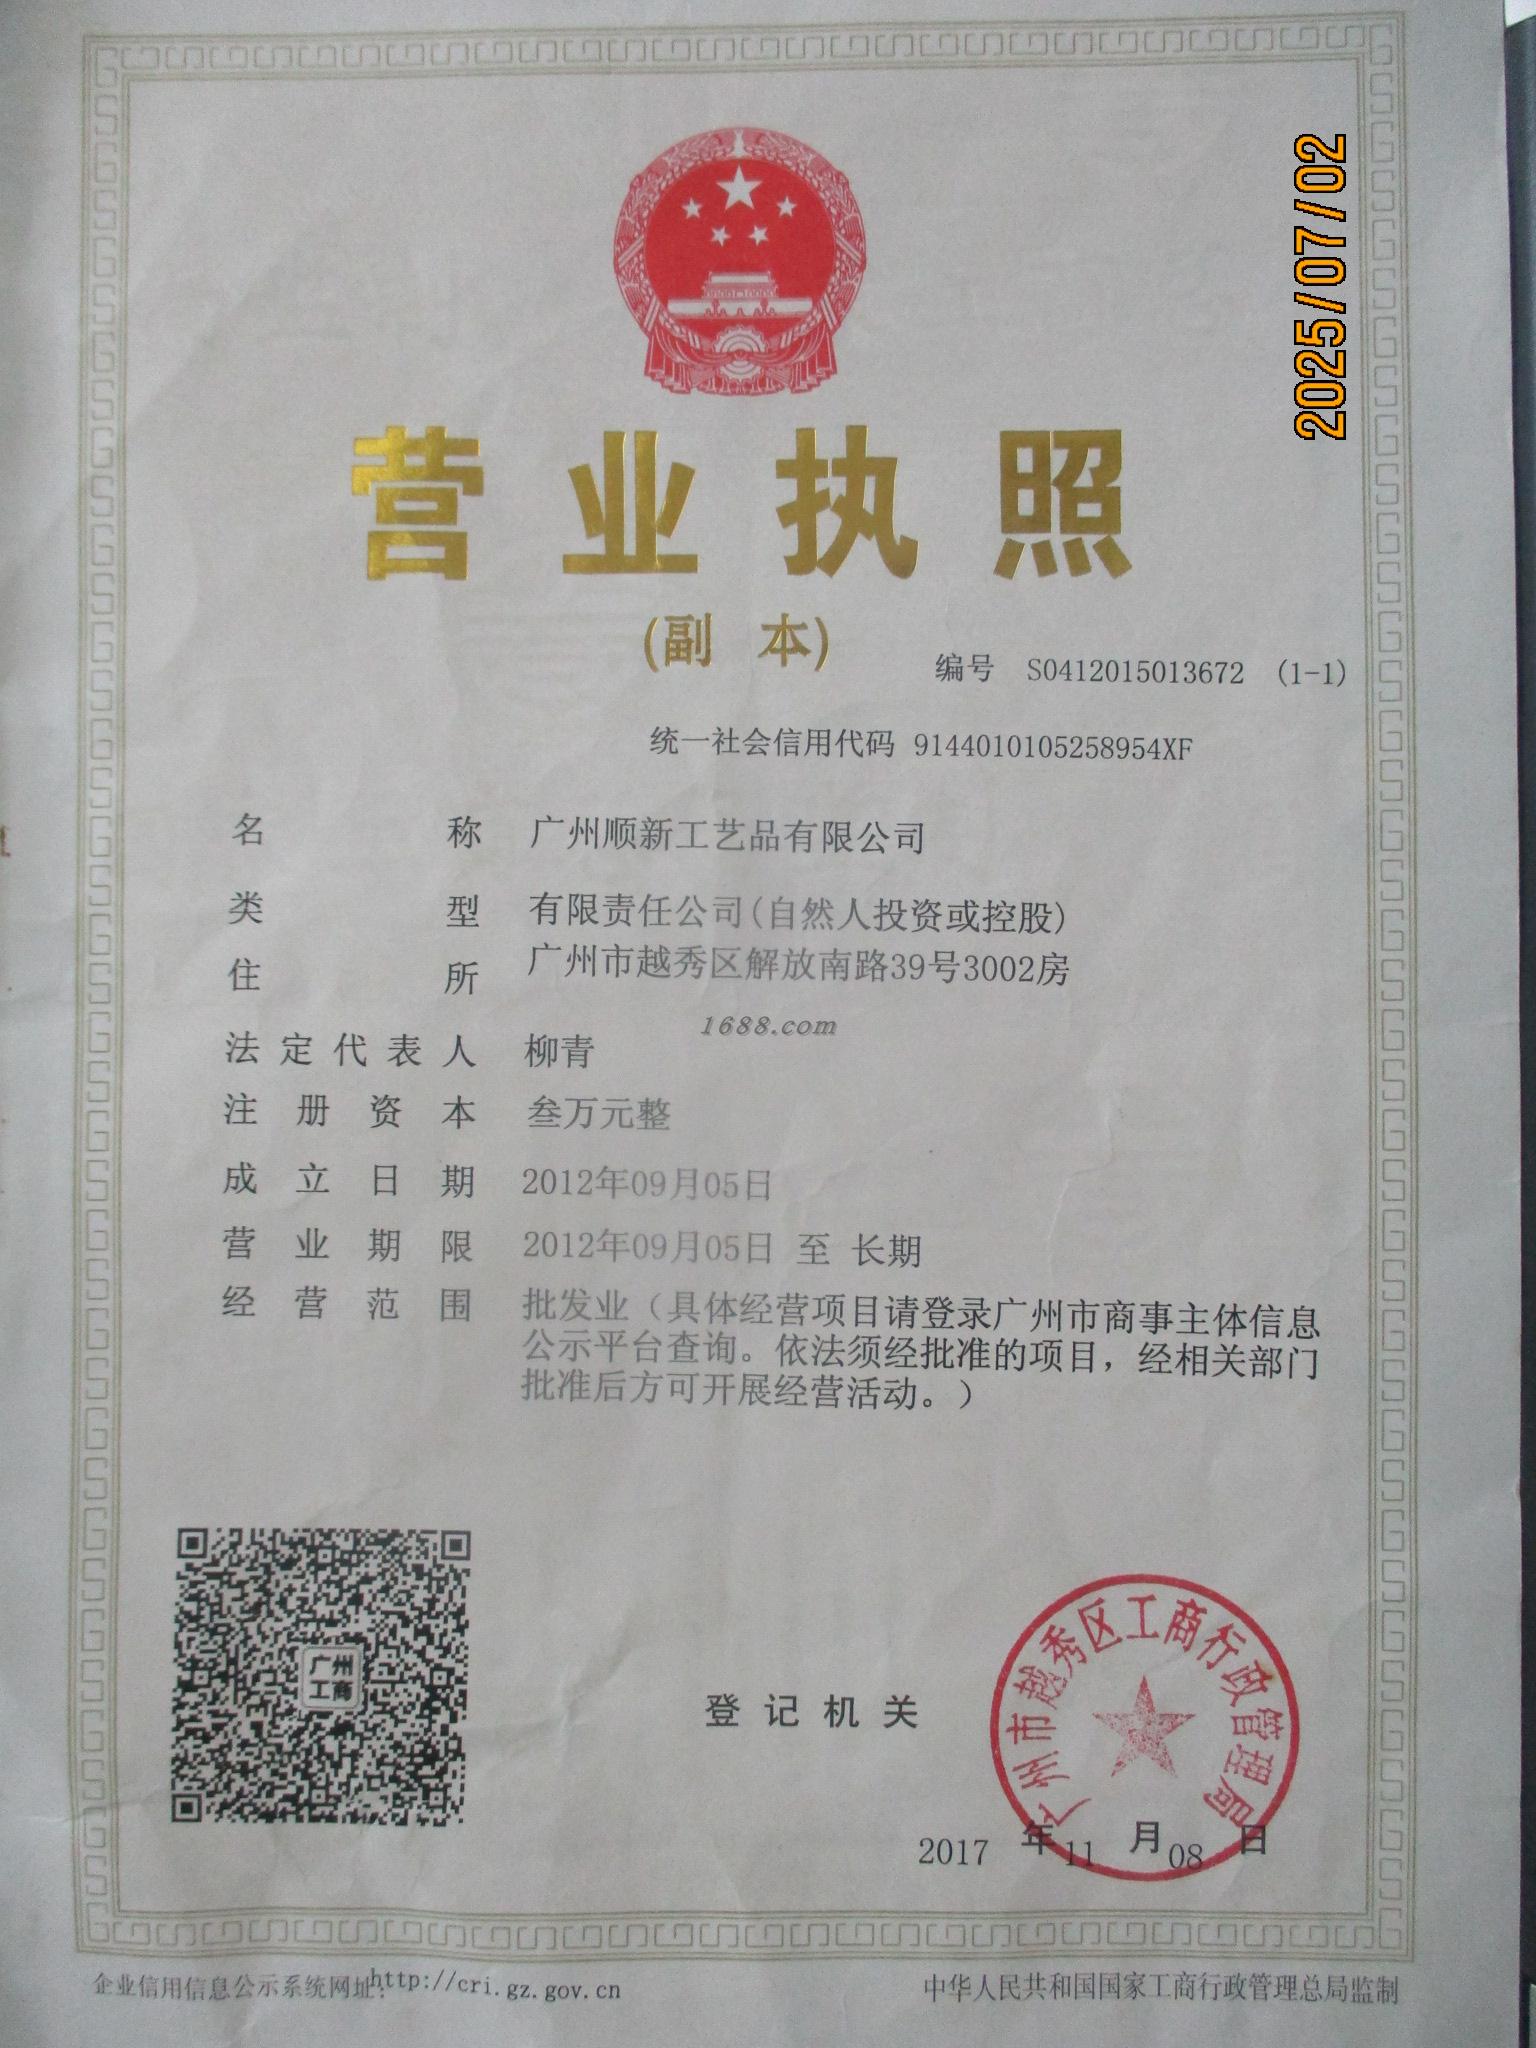 2025/07/02
营业执照
(副 本)
编号 S0412015013672 (1-1)
统一社会信用代码 91440101052589​54XF
名称 广州顺新工艺品有限公司
类型 有限责任公司(自然人投资或控股)
住所 广州市越秀区解放南路39号3002房
1688.com
法定代表人 柳青
注册资本 叁万元整
成立日期 2012年09月05日
营业期限 2012年09月05日 至 长期
经营范围 批发业（具体经营项目请登录广州市商事主体信息
公示平台查询。依法须经批准的项目，经相关部门
批准后方可开展经营活动。）
广州
工商
登记机关
广州市越秀区工商行政管理局
2017 年 11 月 08 日
企业信用信息公示系统网址：http://cri.gz.gov.cn
中华人民共和国国家工商行政管理总局监制